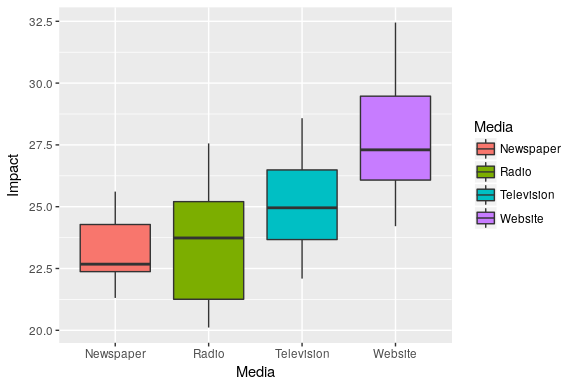 32.5
30.0
27.5
25.0
22.5
20.0
Impact
Newspaper Radio Television Website
Media
Media
Newspaper
Radio
Television
Website